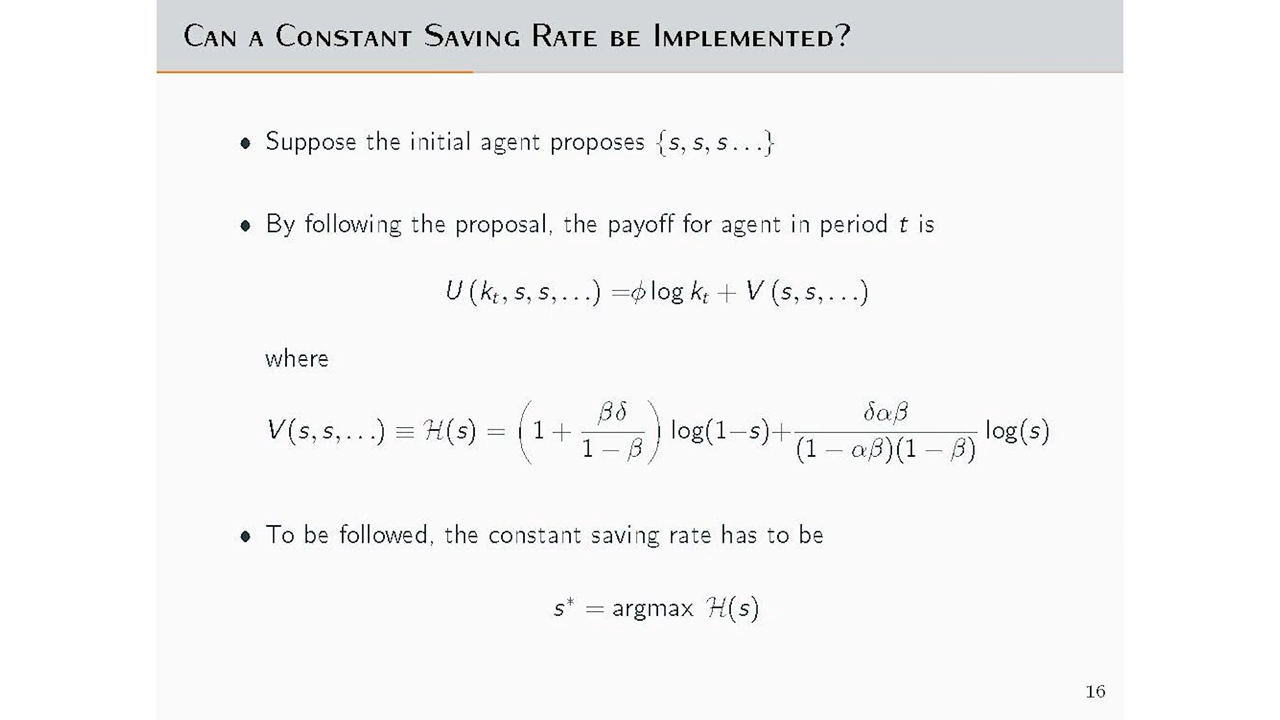 CAN A CONSTANT SAVING RATE BE IMPLEMENTED?
• Suppose the initial agent proposes {s, s, s . . .}
• By following the proposal, the payoff for agent in period t is
U (kₜ, s, s, . . .) =ϕ log kₜ + V (s, s, . . .)
where
V(s, s, . . .) ≡ ℋ(s) = (1 + βδ / (1 − β)) log(1−s)+ δαβ / ((1 − αβ)(1 − β)) log(s)
• To be followed, the constant saving rate has to be
s* = argmax ℋ(s)
16